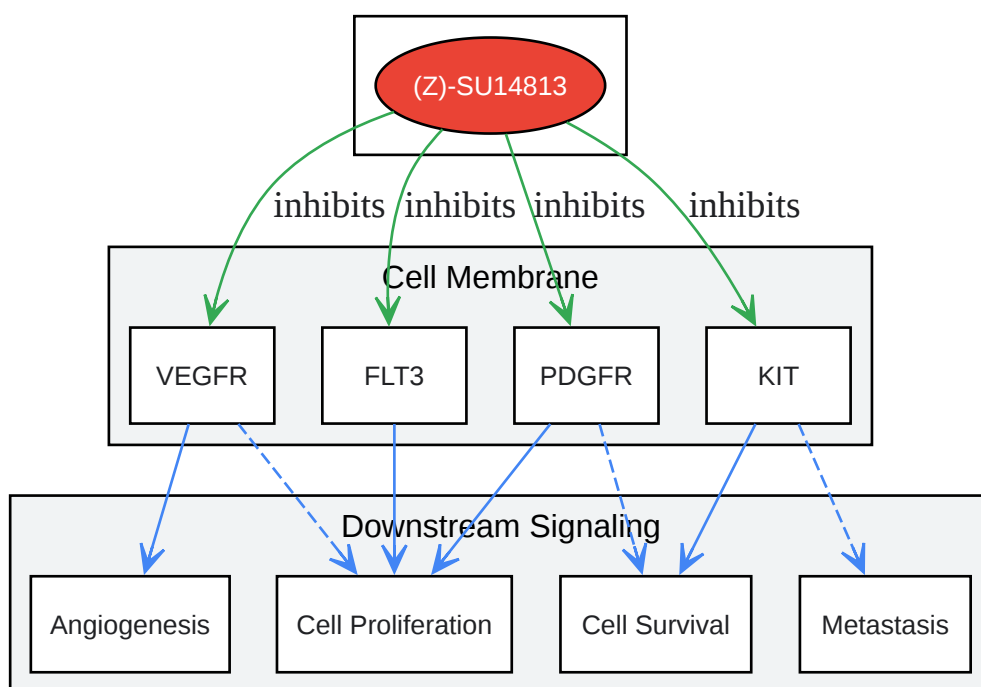 (Z)-SU14813
inhibits inhibits inhibits inhibits
Cell Membrane
VEGFR FLT3 PDGFR KIT
Downstream Signaling
Angiogenesis Cell Proliferation Cell Survival Metastasis